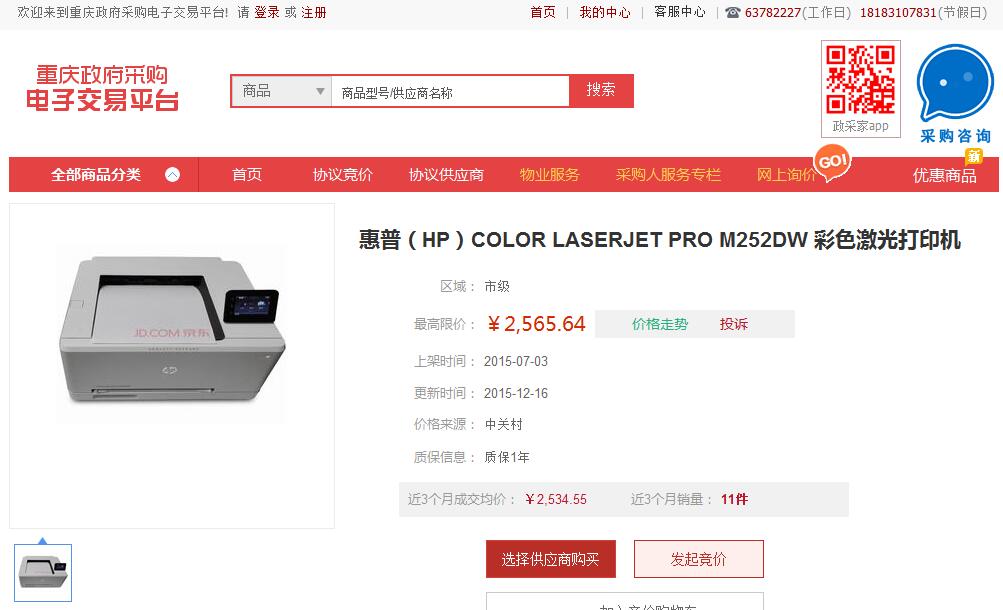 欢迎来到重庆政府采购电子交易平台! 请 登录 或 注册
首页 | 我的中心 | 客服中心 | 63782227(工作日) 18183107831(节假日)
重庆政府采购
电子交易平台
商品 商品型号/供应商名称 搜索
政采家app
采购咨询
全部商品分类 首页 协议竞价 协议供应商 物业服务 采购人服务专栏 网上询价 GO! 优惠商品 新
惠普（HP）COLOR LASERJET PRO M252DW 彩色激光打印机
区域： 市级
最高限价： ￥2,565.64 价格走势 投诉
上架时间： 2015-07-03
更新时间： 2015-12-16
价格来源： 中关村
质保信息： 质保1年
近3个月成交均价： ￥2,534.55 近3个月销量： 11件
选择供应商购买 发起竞价
加入竞价购物车
JD.COM 京东
hp